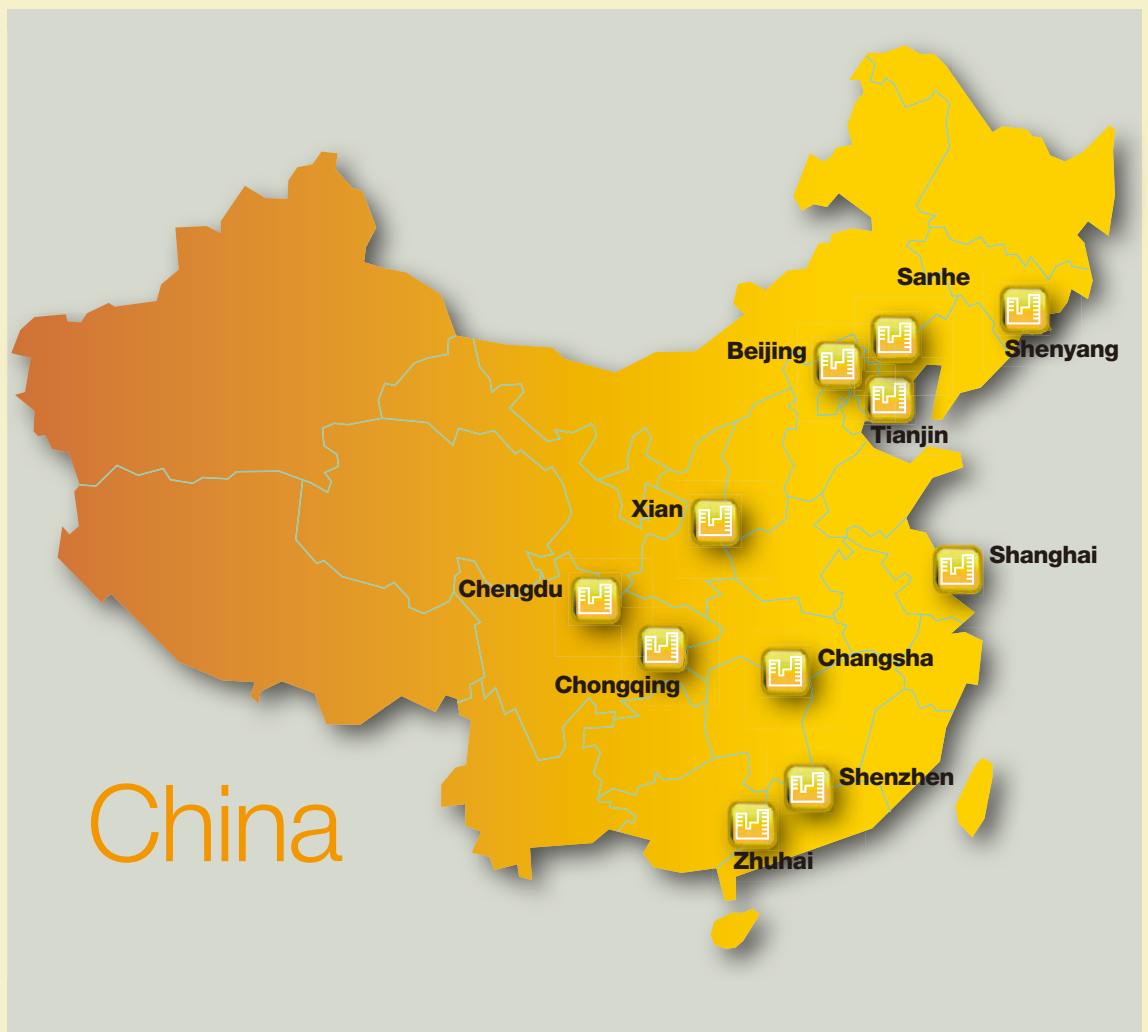 Sanhe
Beijing
Shenyang
Tianjin
Xian
Shanghai
Chengdu
Changsha
Chongqing
Shenzhen
China
Zhuhai